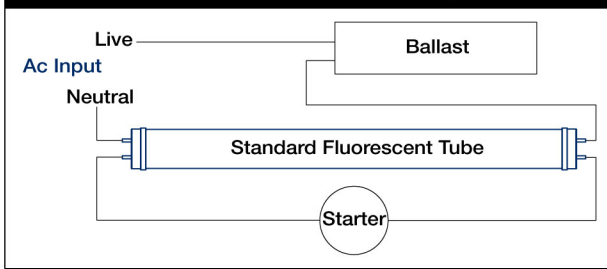 Live
Ballast
Ac Input
Neutral
Standard Fluorescent Tube
Starter